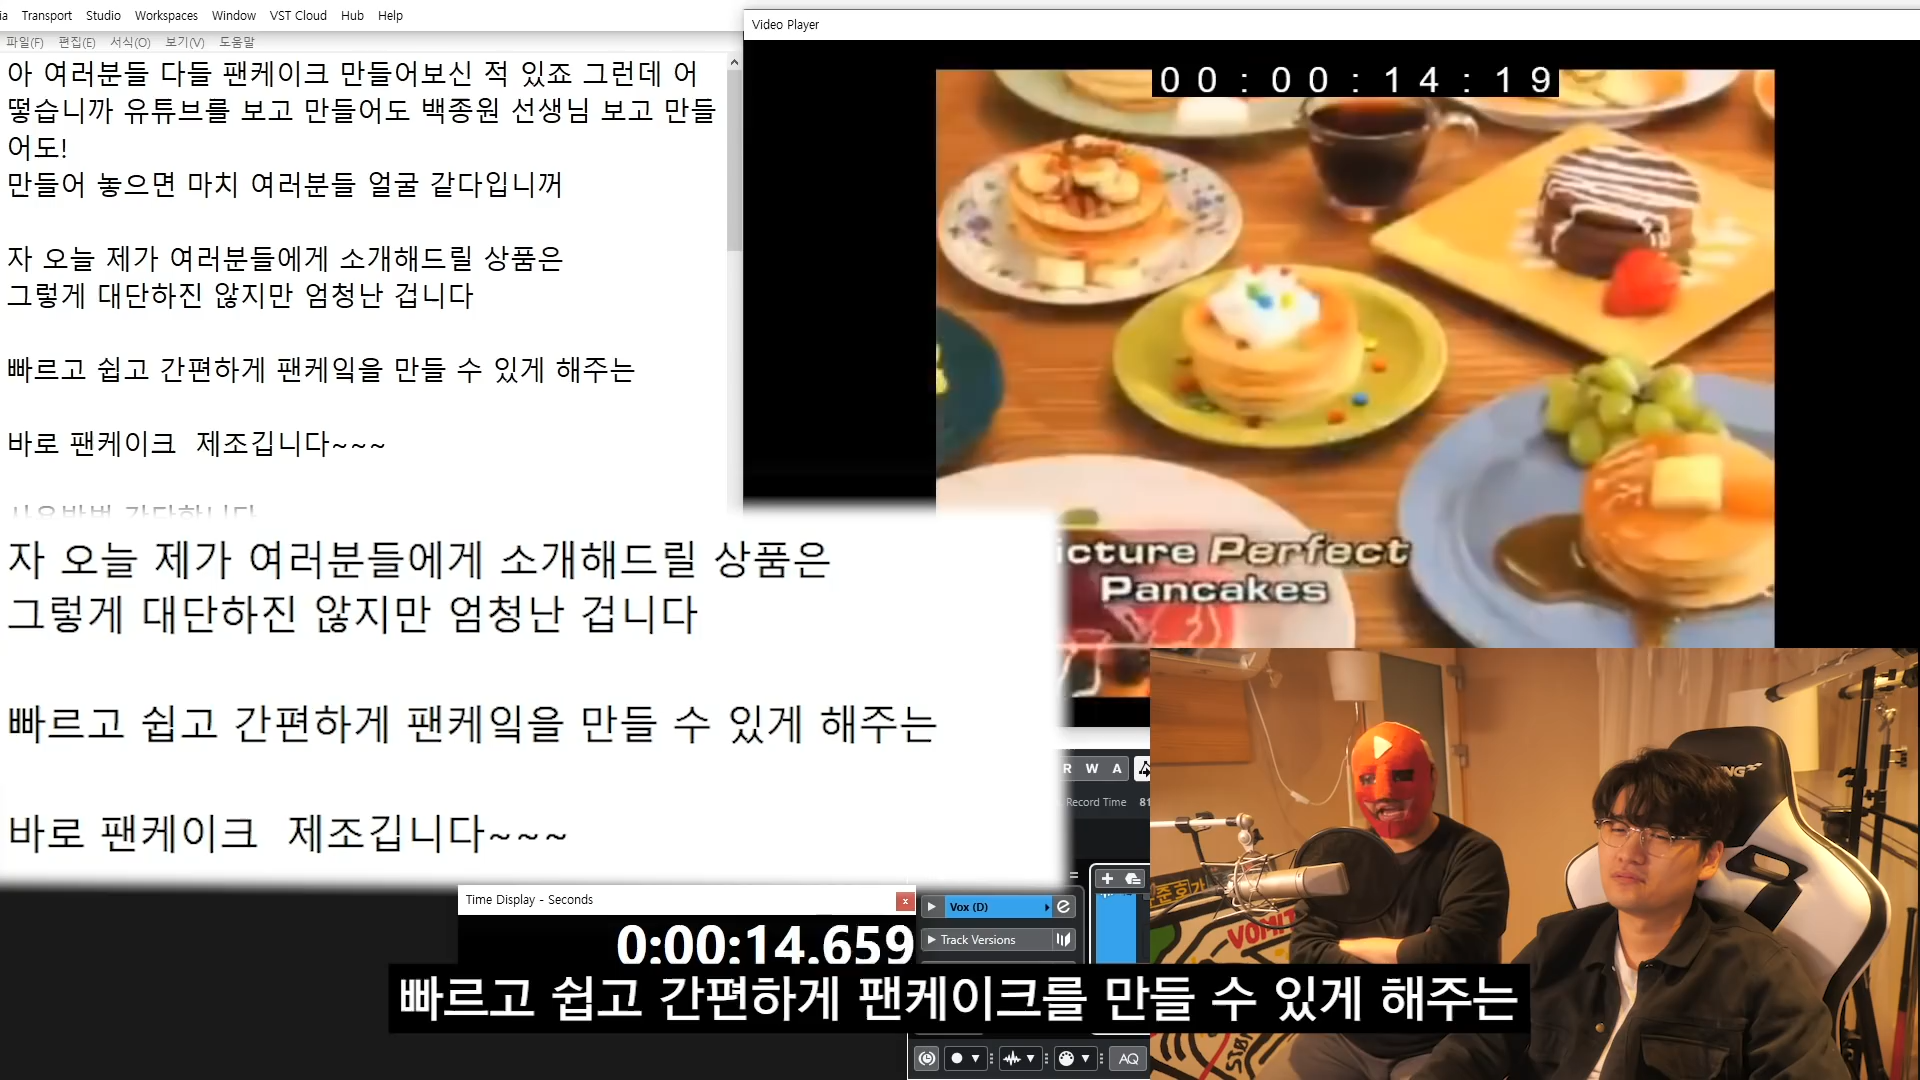 Transport Studio Workspaces Window VST Cloud Hub Help
파일(F) 편집(E) 서식(O) 보기(V) 도움말
아 여러분들 다들 팬케이크 만들어보신 적 있죠 그런데 어
떻습니까 유튜브를 보고 만들어도 백종원 선생님 보고 만들
어도!
만들어 놓으면 마치 여러분들 얼굴 같다입니꺼
자 오늘 제가 여러분들에게 소개해드릴 상품은
그렇게 대단하진 않지만 엄청난 겁니다
빠르고 쉽고 간편하게 팬케잌을 만들 수 있게 해주는
바로 팬케이크 제조깁니다~~~
Video Player
00:00:14:19
Perfect
Pancakes
자 오늘 제가 여러분들에게 소개해드릴 상품은
그렇게 대단하진 않지만 엄청난 겁니다
빠르고 쉽고 간편하게 팬케잌을 만들 수 있게 해주는
바로 팬케이크 제조깁니다~~~
R W A
Record Time
Time Display - Seconds
x
0:00:14.659
Vox (D)
Track Versions
빠르고 쉽고 간편하게 팬케이크를 만들 수 있게 해주는
AQ